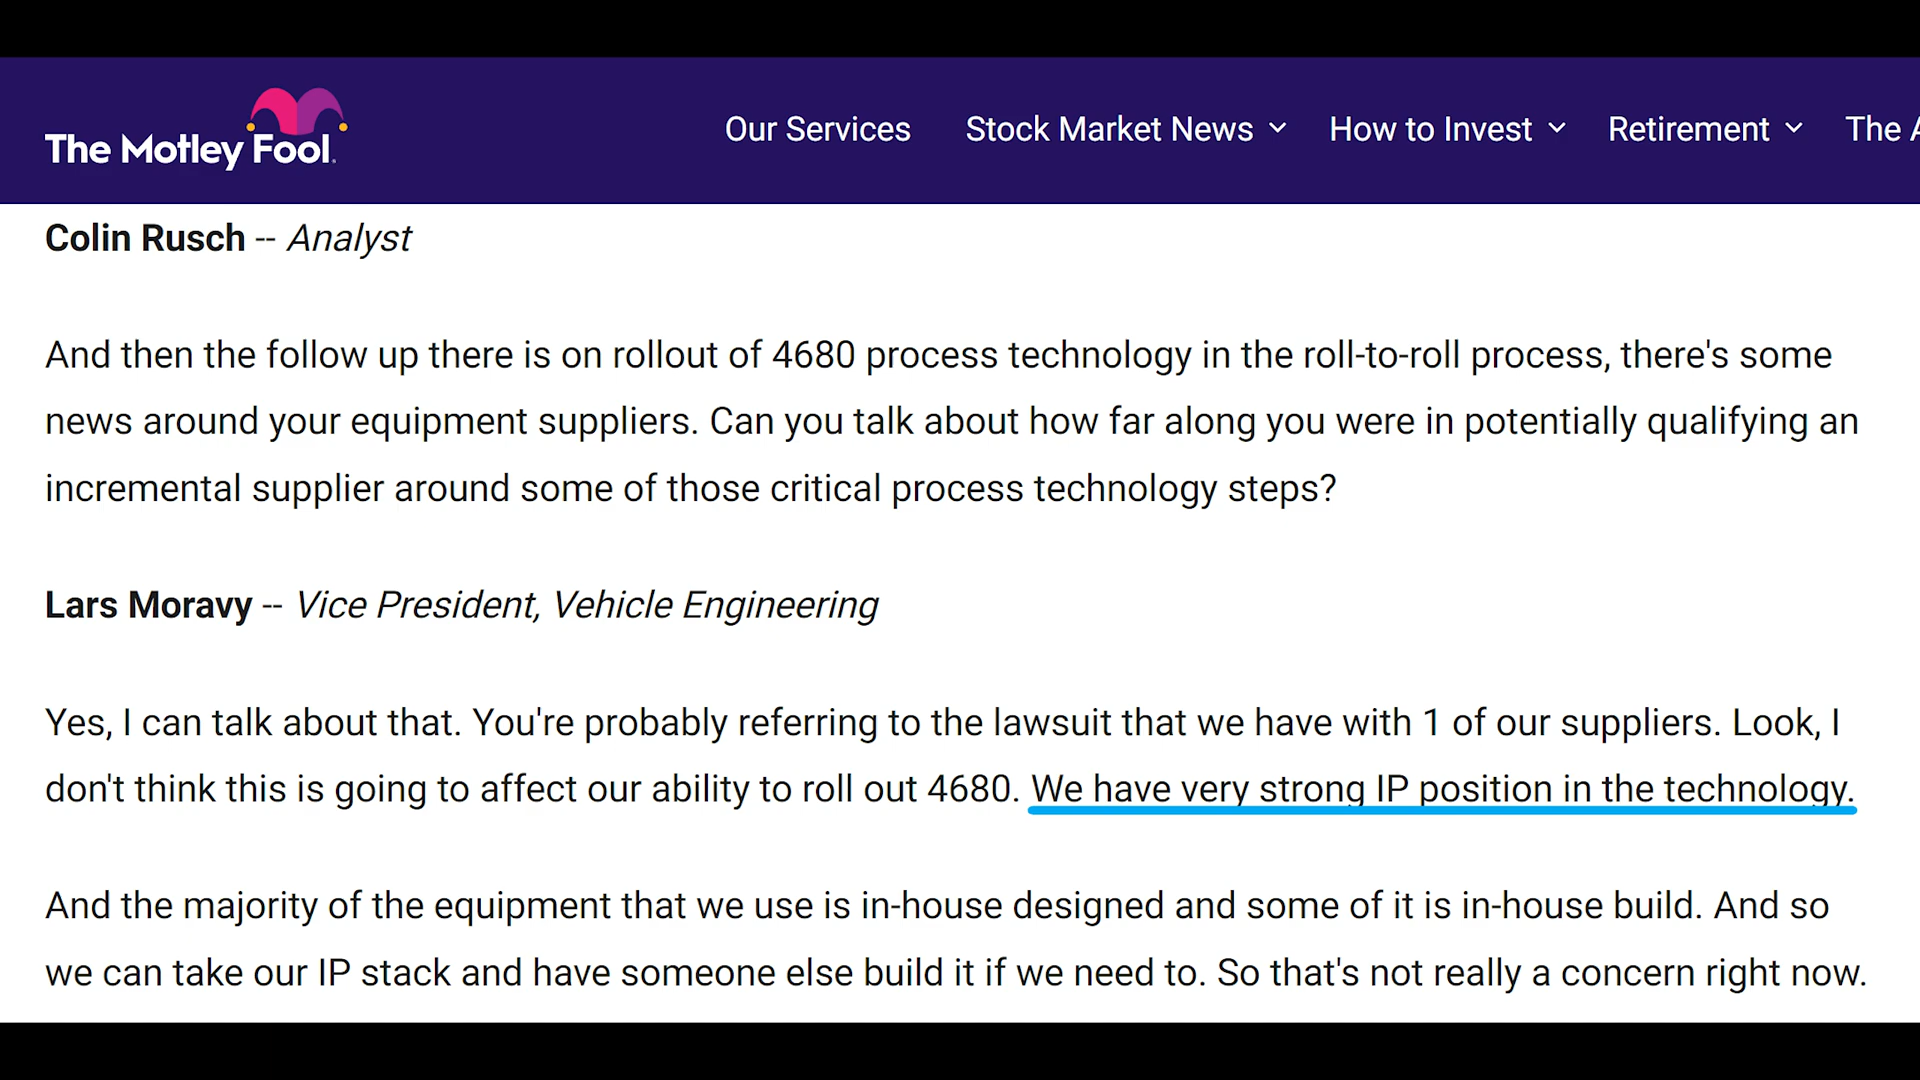 The Motley Fool.
Our Services Stock Market News How to Invest Retirement The A
Colin Rusch -- Analyst
And then the follow up there is on rollout of 4680 process technology in the roll-to-roll process, there's some
news around your equipment suppliers. Can you talk about how far along you were in potentially qualifying an
incremental supplier around some of those critical process technology steps?
Lars Moravy -- Vice President, Vehicle Engineering
Yes, I can talk about that. You're probably referring to the lawsuit that we have with 1 of our suppliers. Look, I
don't think this is going to affect our ability to roll out 4680. We have very strong IP position in the technology.
And the majority of the equipment that we use is in-house designed and some of it is in-house build. And so
we can take our IP stack and have someone else build it if we need to. So that's not really a concern right now.